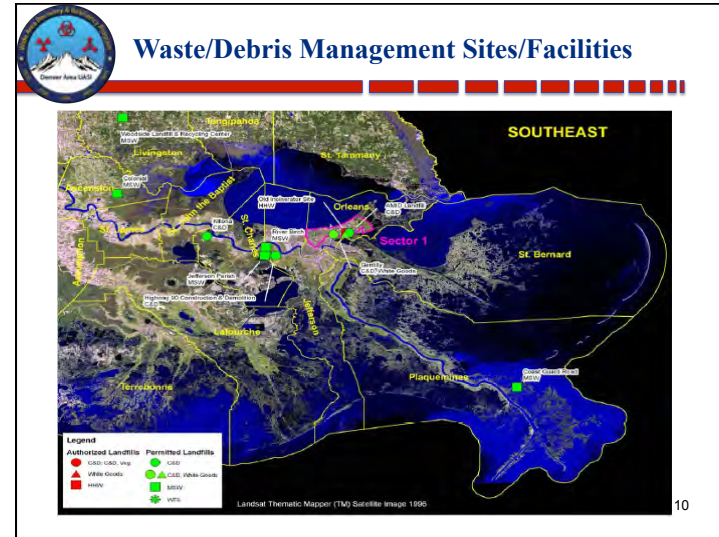 Waste/Debris Management Sites/Facilities
Denver Area UASI
SOUTHEAST
Tangipahoa
Woodside Landfill & Recycling Center
MSW
Livingston
St. Tammany
Ascension
Colonial
MSW
St. John the Baptist
Old Incinerator Site
HHW
Orleans
AMID Landfill
C&D
St. James
Kitona
C&D
St. Charles
River Birch
MSW
Sector 1
St. Bernard
Assumption
Jefferson Parish
MSW
Gentilly
C&D, White Goods
Highway 90 Construction & Demolition
C&D
Jefferson
Lafourche
Terrebonne
Plaquemines
Coast Guard Road
MSW
Legend
Authorized Landfills
Permitted Landfills
C&D; C&D, Veg
C&D
White Goods
C&D, White Goods
HHW
MSW
WTS
Landsat Thematic Mapper (TM) Satellite Image 1996
10